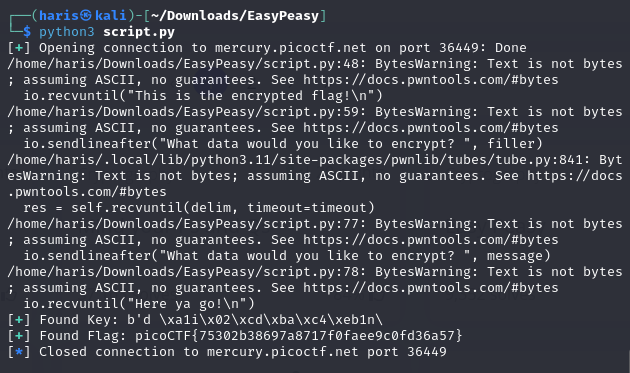 ┌──(haris㉿kali)-[~/Downloads/EasyPeasy]
└─$ python3 script.py
[+] Opening connection to mercury.picoctf.net on port 36449: Done
/home/haris/Downloads/EasyPeasy/script.py:48: BytesWarning: Text is not bytes
; assuming ASCII, no guarantees. See https://docs.pwntools.com/#bytes
  io.recvuntil("This is the encrypted flag!\n")
/home/haris/Downloads/EasyPeasy/script.py:59: BytesWarning: Text is not bytes
; assuming ASCII, no guarantees. See https://docs.pwntools.com/#bytes
  io.sendlineafter("What data would you like to encrypt? ", filler)
/home/haris/.local/lib/python3.11/site-packages/pwnlib/tubes/tube.py:841: Byt
esWarning: Text is not bytes; assuming ASCII, no guarantees. See https://docs
.pwntools.com/#bytes
  res = self.recvuntil(delim, timeout=timeout)
/home/haris/Downloads/EasyPeasy/script.py:77: BytesWarning: Text is not bytes
; assuming ASCII, no guarantees. See https://docs.pwntools.com/#bytes
  io.sendlineafter("What data would you like to encrypt? ", message)
/home/haris/Downloads/EasyPeasy/script.py:78: BytesWarning: Text is not bytes
; assuming ASCII, no guarantees. See https://docs.pwntools.com/#bytes
  io.recvuntil("Here ya go!\n")
[+] Found Key: b'd \xa1i\x02\xcd\xba\xc4\xeb1n\
[+] Found Flag: picoCTF{75302b38697a8717f0faee9c0fd36a57}
[*] Closed connection to mercury.picoctf.net port 36449